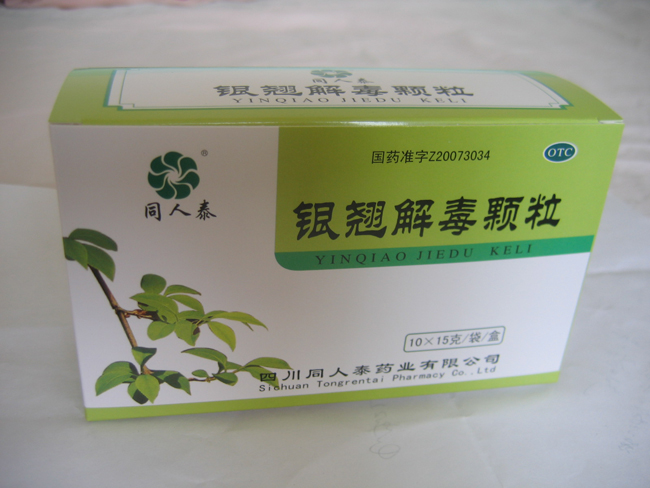 同人泰
银翘解毒颗粒
YINQIAO JIEDU KELI
国药准字Z20073034
OTC
®
同人泰
银翘解毒颗粒
YINQIAO JIEDU KELI
10×15克/袋/盒
四川同人泰药业有限公司
Sichuan Tongrentai Pharmacy Co.,Ltd